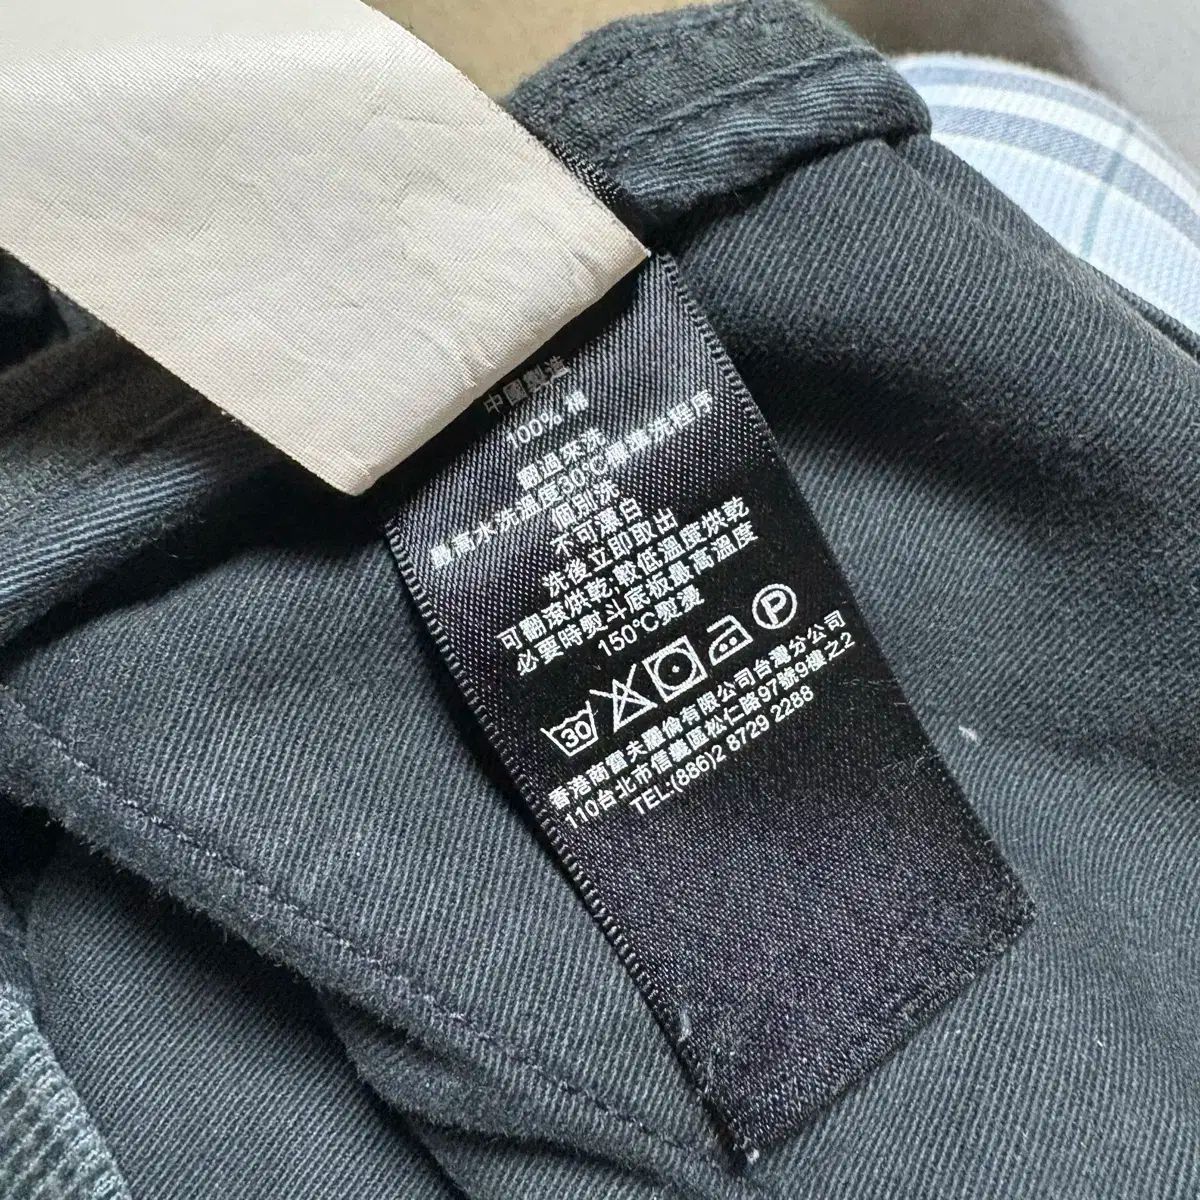 中國製造
100% 棉
翻過來洗
最高水洗溫度30℃機洗程序
個別洗
不可漂白
洗後立即取出
可翻滾烘乾;較低溫度烘乾
必要時熨斗底板最高溫度
150℃熨燙
30 P
香港商雷夫羅倫有限公司台灣分公司
110台北市信義區松仁路97號9樓之2
TEL:(886)2 8729 2288